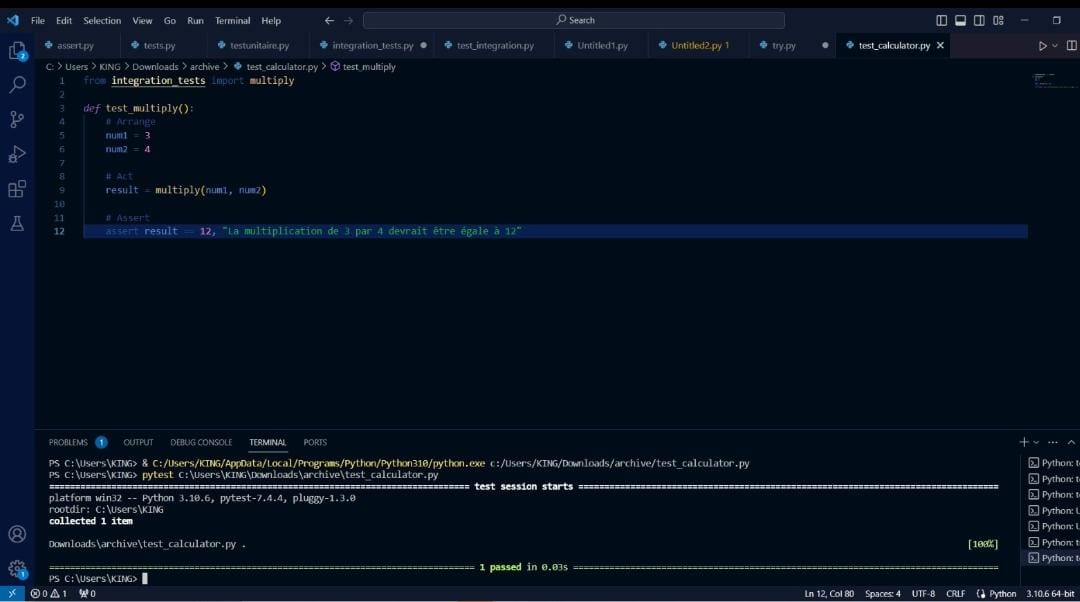 File Edit Selection View Go Run Terminal Help Search
assert.py tests.py testunitaire.py integration_tests.py test_integration.py Untitled1.py Untitled2.py 1 try.py test_calculator.py
C: > Users > KING > Downloads > archive > test_calculator.py > test_multiply
1 from integration_tests import multiply
2
3 def test_multiply():
4 # Arrange
5 num1 = 3
6 num2 = 4
7
8 # Act
9 result = multiply(num1, num2)
10
11 # Assert
12 assert result == 12, "La multiplication de 3 par 4 devrait être égale à 12"
2
1
PROBLEMS 1 OUTPUT DEBUG CONSOLE TERMINAL PORTS
PS C:\Users\KING> & C:/Users/KING/AppData/Local/Programs/Python/Python310/python.exe c:/Users/KING/Downloads/archive/test_calculator.py
PS C:\Users\KING> pytest C:\Users\KING\Downloads\archive\test_calculator.py
test session starts
platform win32 -- Python 3.10.6, pytest-7.4.4, pluggy-1.3.0
rootdir: C:\Users\KING
collected 1 item
Downloads\archive\test_calculator.py . [100%]
1 passed in 0.03s
PS C:\Users\KING>
Python: te
Python: te
Python: te
Python: U
Python: U
Python: tr
Python: te
0 1 0 Ln 12, Col 80 Spaces: 4 UTF-8 CRLF Python 3.10.6 64-bit